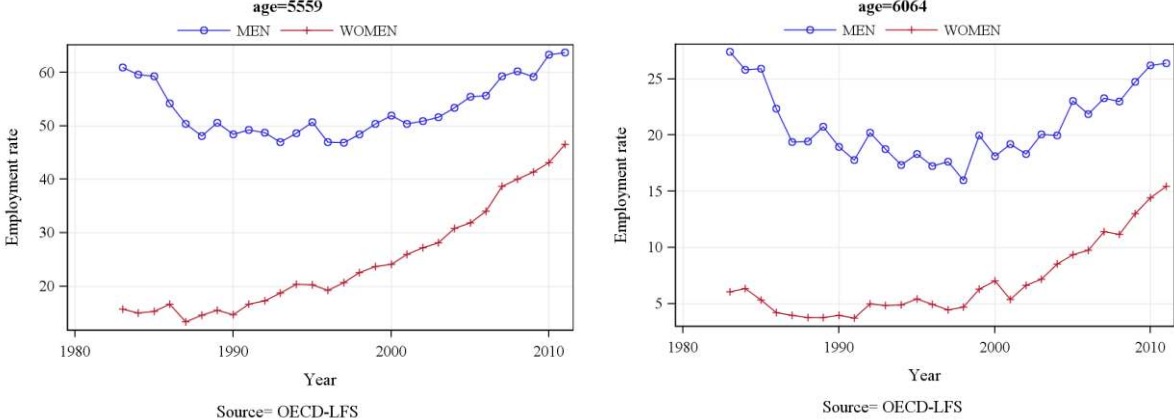 age=5559
MEN WOMEN
60
50
40
30
20
Employment rate
1980 1990 2000 2010
Year
Source= OECD-LFS
age=6064
MEN WOMEN
25
20
15
10
5
Employment rate
1980 1990 2000 2010
Year
Source= OECD-LFS